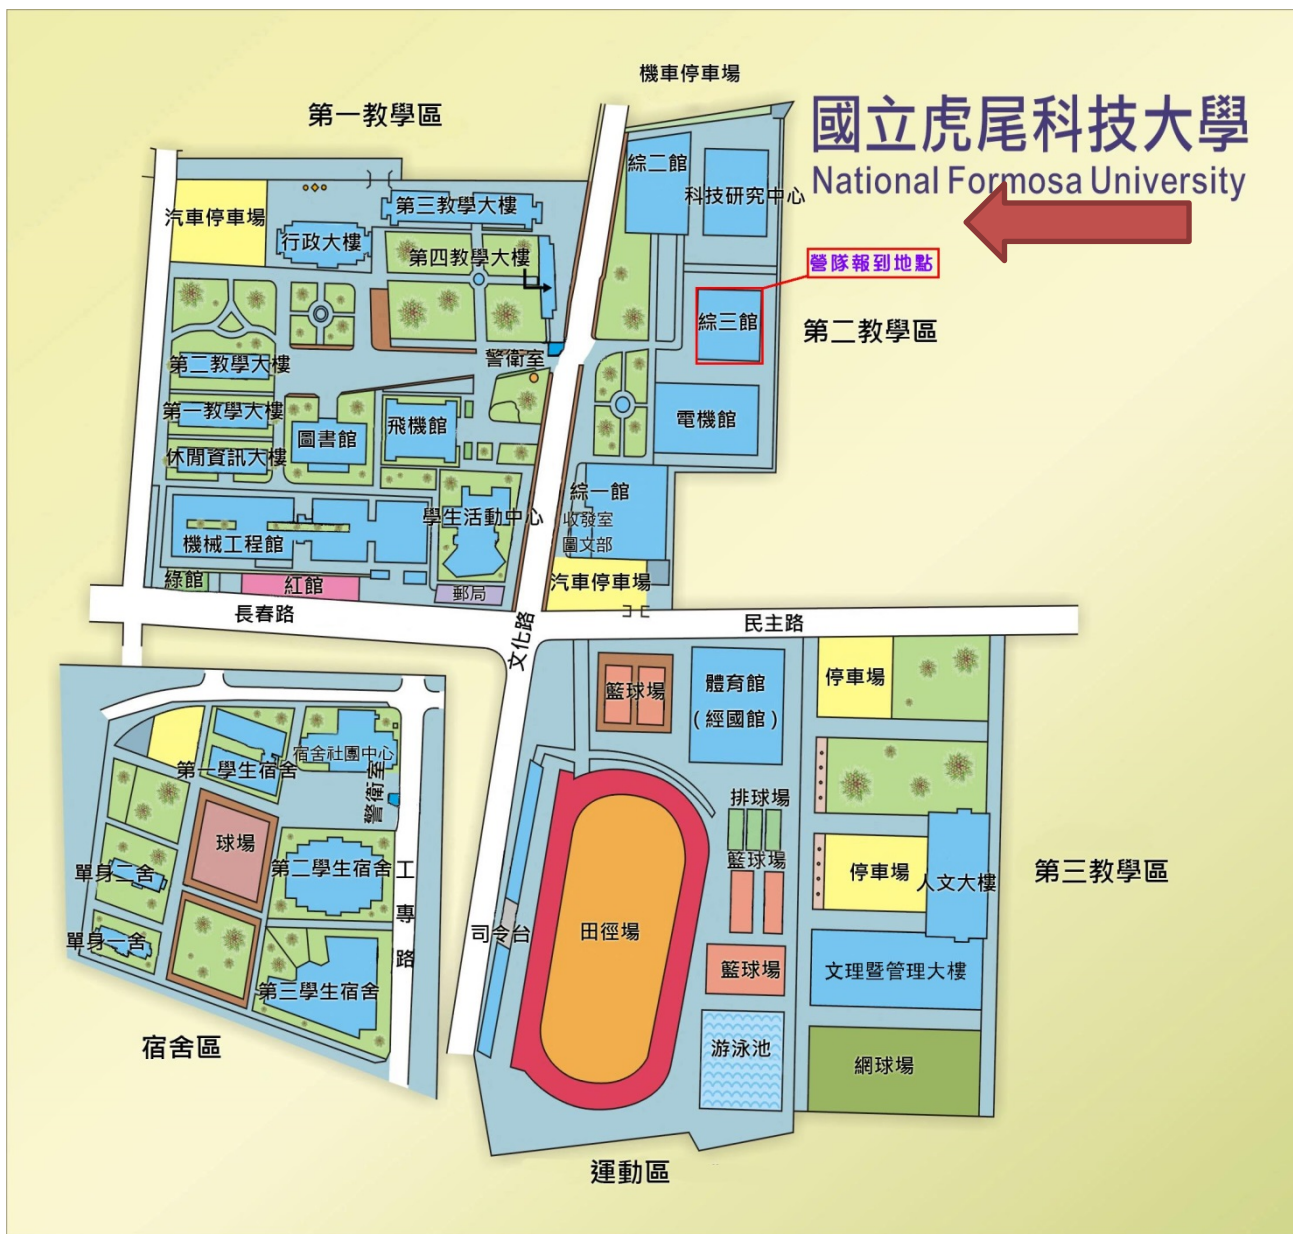 機車停車場
第一教學區
國立虎尾科技大學
National Formosa University
綜二館
科技研究中心
第三教學大樓
汽車停車場
行政大樓
第四教學大樓
營隊報到地點
綜三館
第二教學區
警衛室
第二教學大樓
第一教學大樓
圖書館
飛機館
電機館
休閒資訊大樓
綜一館
收發室
圖文部
學生活動中心
機械工程館
綠館
紅館
郵局
汽車停車場
長春路
文化路
民主路
籃球場
體育館
(經國館)
停車場
宿舍社團中心
第一學生宿舍
警衛室
排球場
球場
籃球場
第二學生宿舍
工專路
單身二舍
停車場
人文大樓
第三教學區
單身一舍
司令台
田徑場
籃球場
文理暨管理大樓
第三學生宿舍
宿舍區
游泳池
網球場
運動區